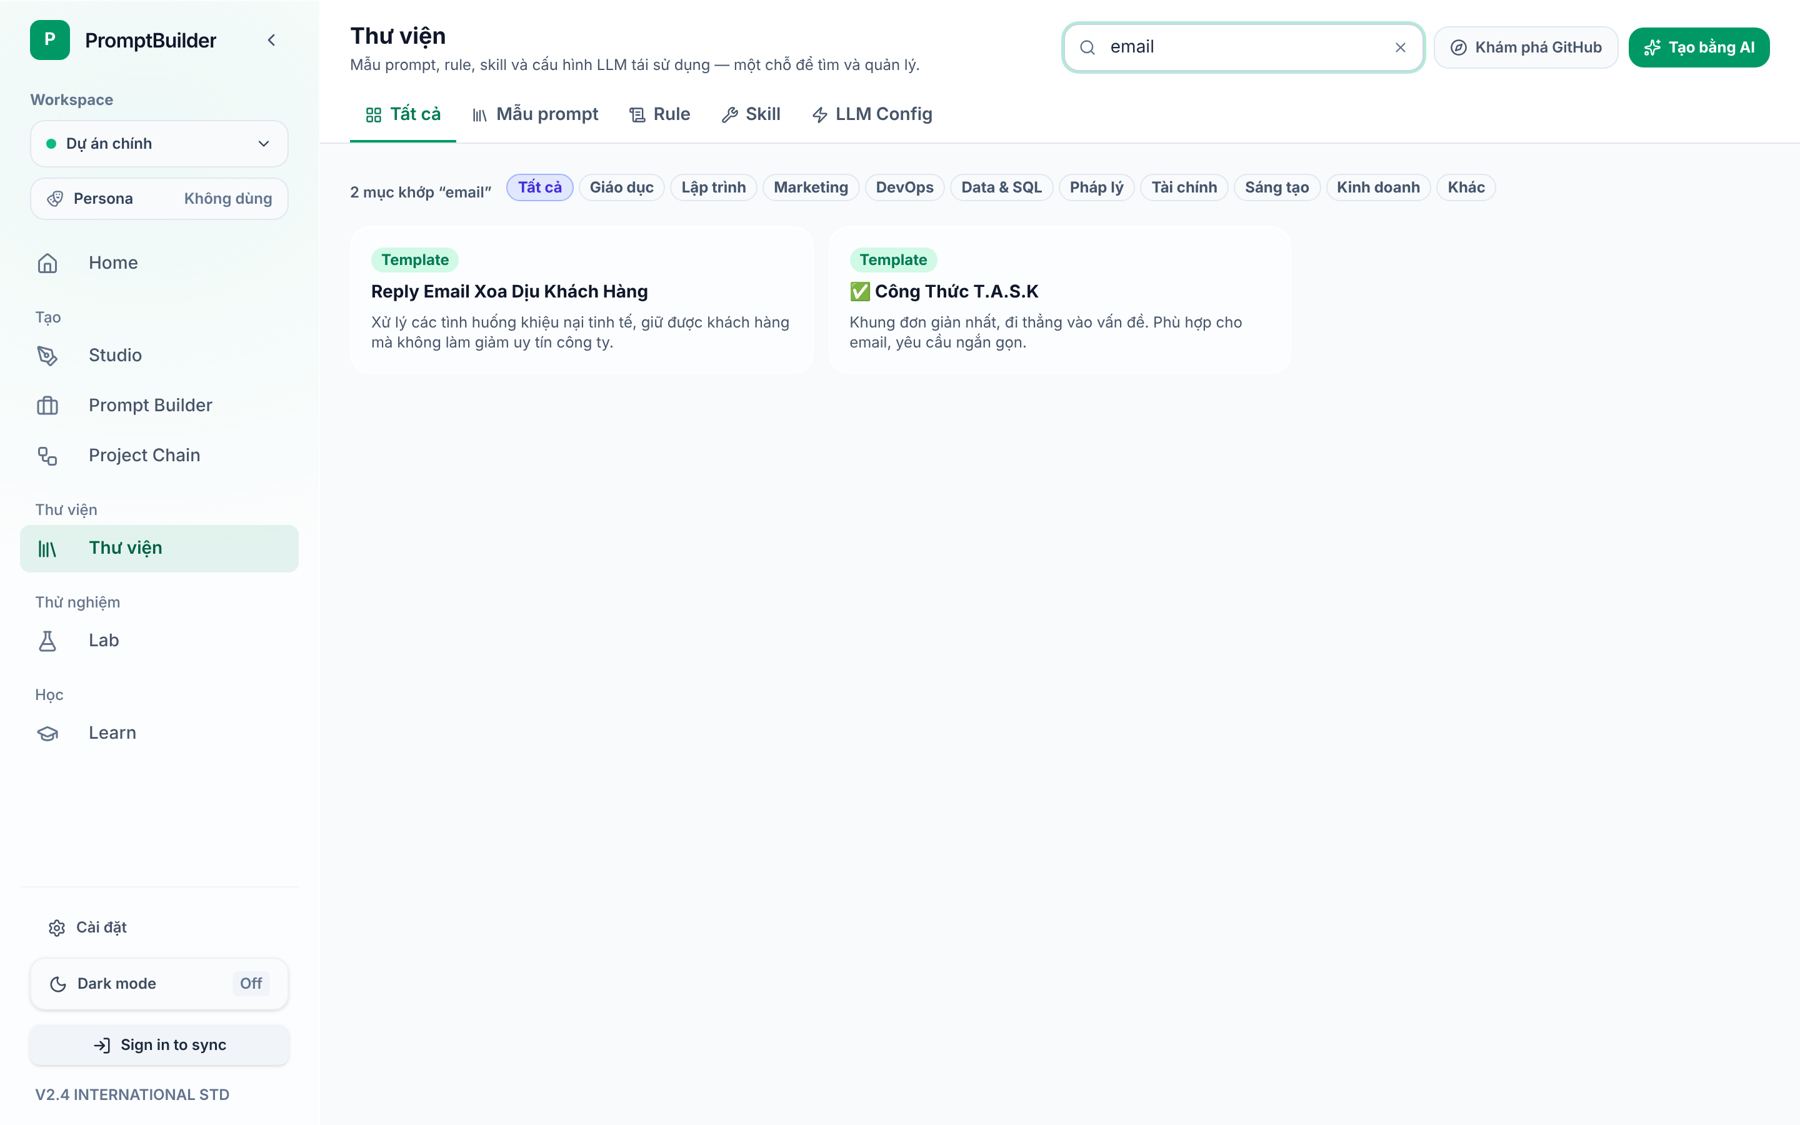 P PromptBuilder
Workspace
Dự án chính
Persona Không dùng
Home
Tạo
Studio
Prompt Builder
Project Chain
Thư viện
Thư viện
Thử nghiệm
Lab
Học
Learn
Cài đặt
Dark mode Off
Sign in to sync
V2.4 INTERNATIONAL STD
Thư viện
Mẫu prompt, rule, skill và cấu hình LLM tái sử dụng — một chỗ để tìm và quản lý.
email
Khám phá GitHub
Tạo bằng AI
Tất cả Mẫu prompt Rule Skill LLM Config
2 mục khớp “email” Tất cả Giáo dục Lập trình Marketing DevOps Data & SQL Pháp lý Tài chính Sáng tạo Kinh doanh Khác
Template
Reply Email Xoa Dịu Khách Hàng
Xử lý các tình huống khiệu nại tinh tế, giữ được khách hàng
mà không làm giảm uy tín công ty.
Template
✅ Công Thức T.A.S.K
Khung đơn giản nhất, đi thẳng vào vấn đề. Phù hợp cho
email, yêu cầu ngắn gọn.